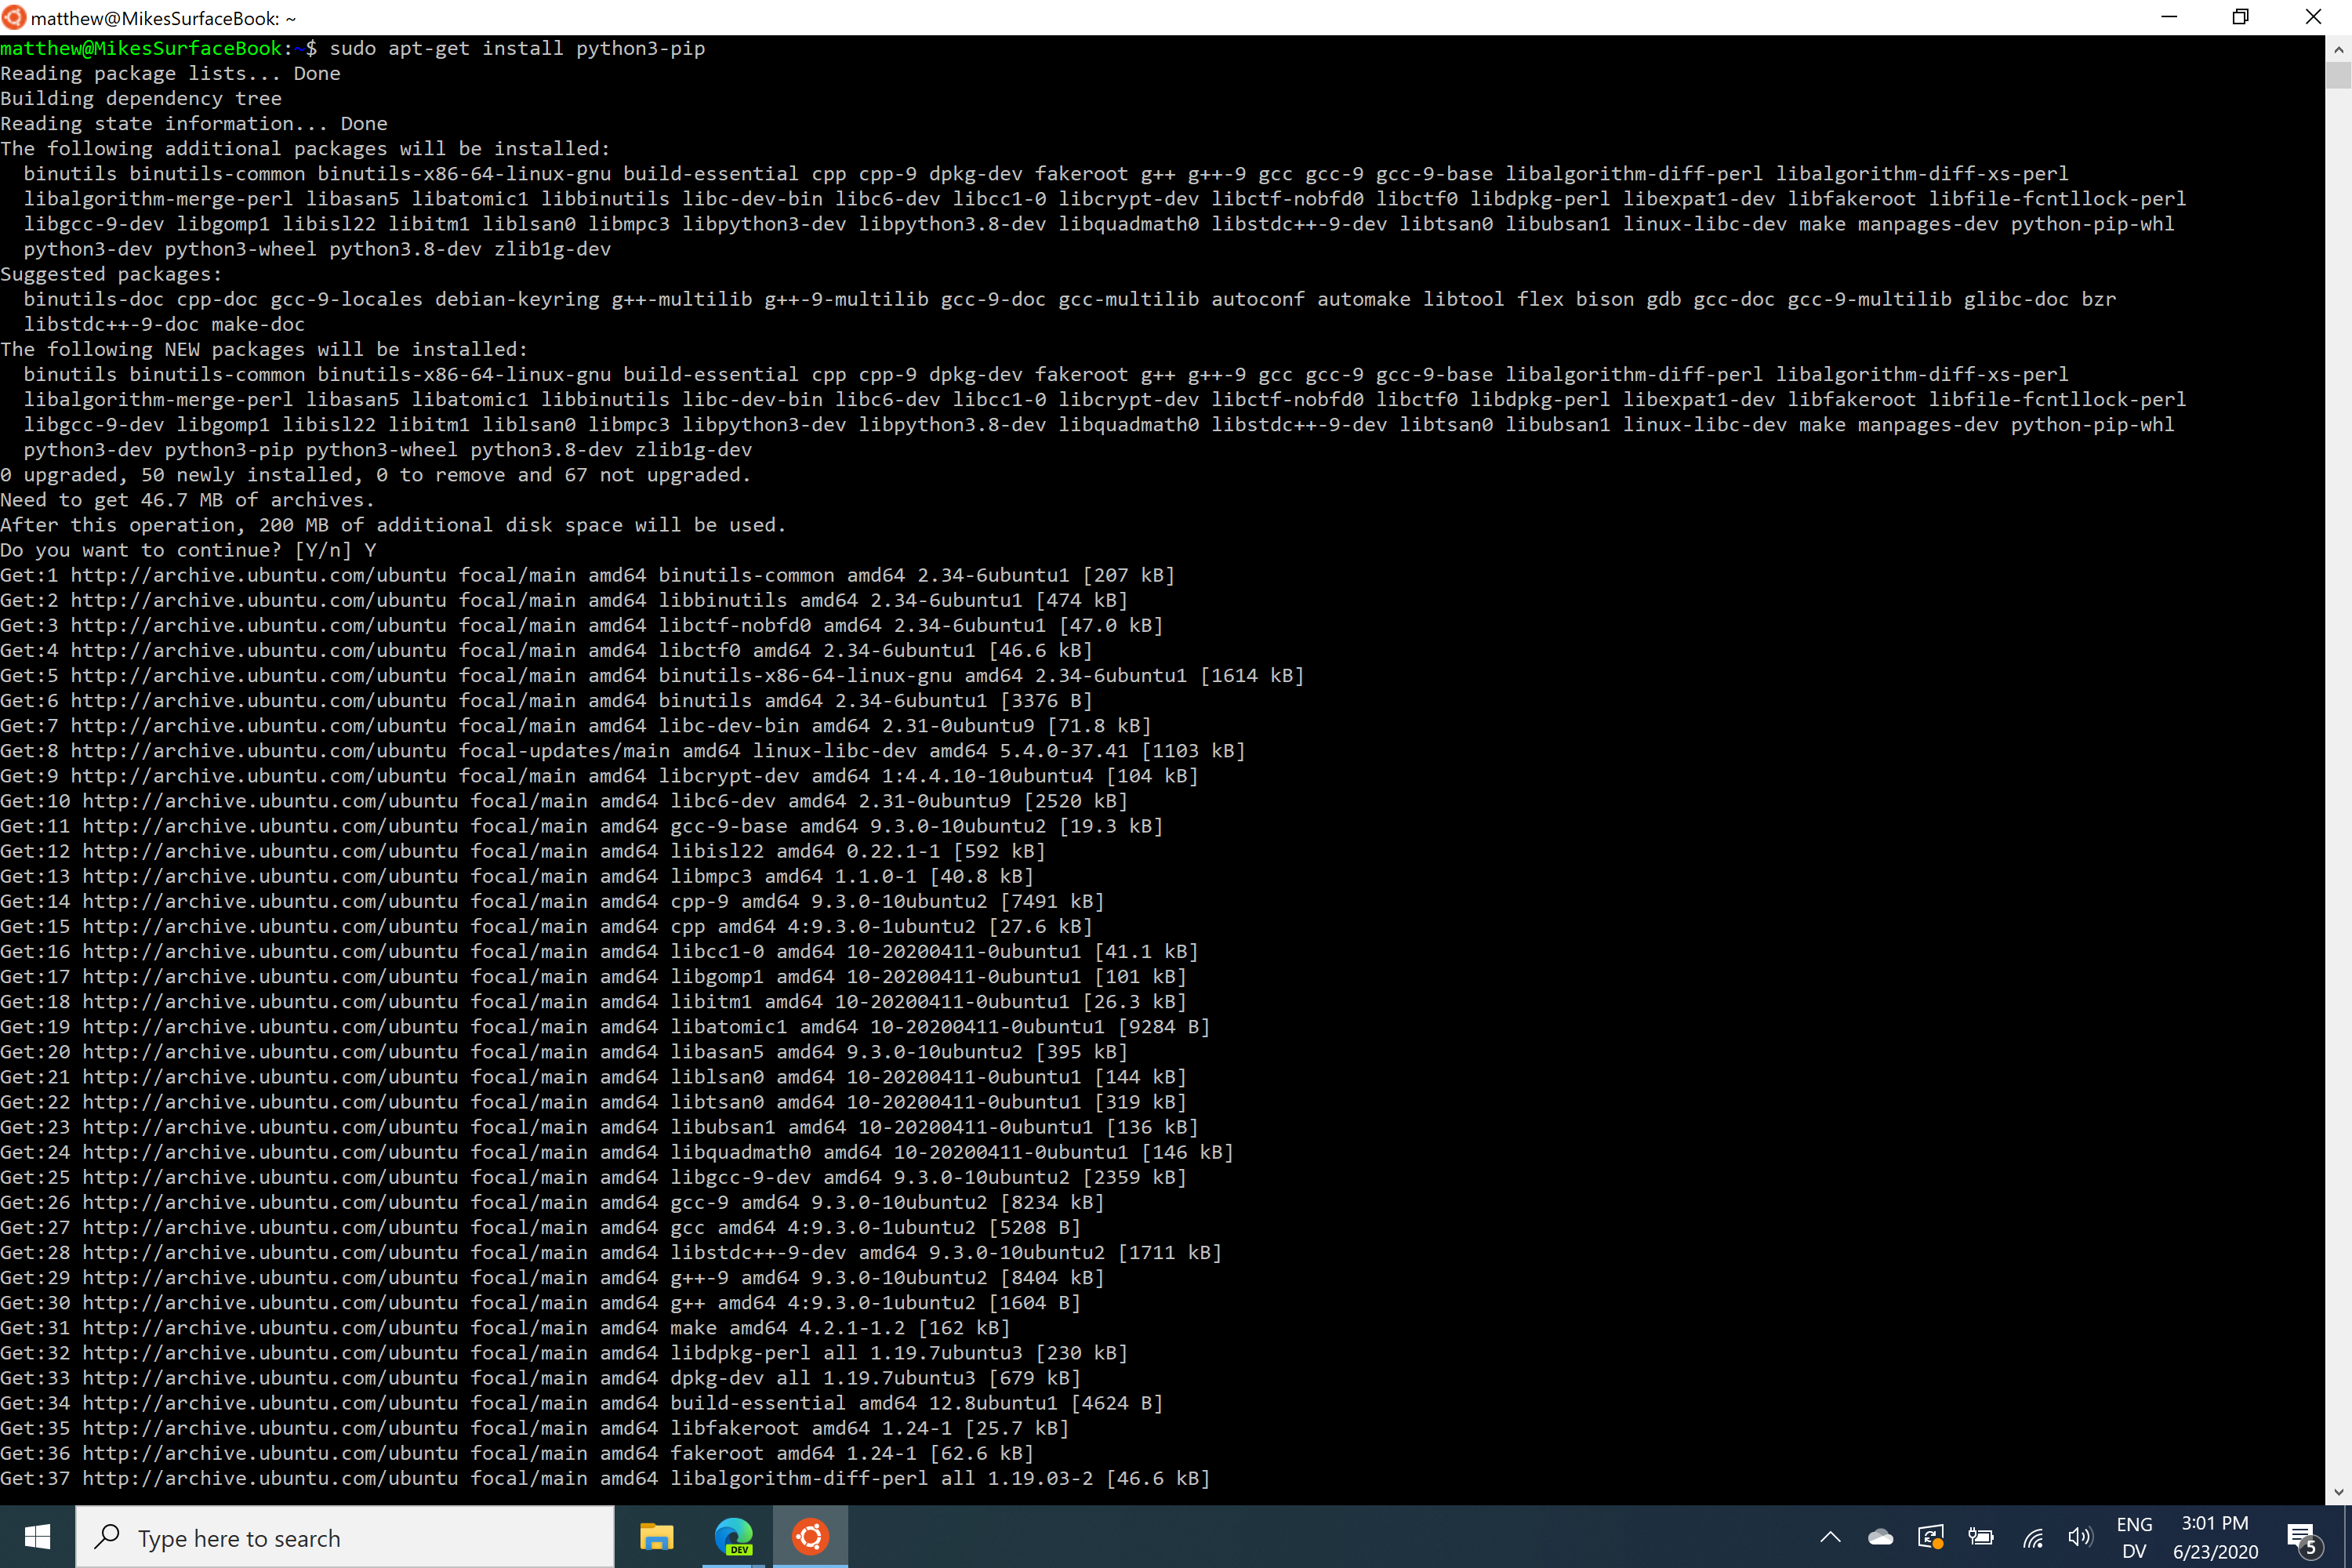 matthew@MikesSurfaceBook: ~
matthew@MikesSurfaceBook:~$ sudo apt-get install python3-pip
Reading package lists... Done
Building dependency tree
Reading state information... Done
The following additional packages will be installed:
  binutils binutils-common binutils-x86-64-linux-gnu build-essential cpp cpp-9 dpkg-dev fakeroot g++ g++-9 gcc gcc-9 gcc-9-base libalgorithm-diff-perl libalgorithm-diff-xs-perl
  libalgorithm-merge-perl libasan5 libatomic1 libbinutils libc-dev-bin libc6-dev libcc1-0 libcrypt-dev libctf-nobfd0 libctf0 libdpkg-perl libexpat1-dev libfakeroot libfile-fcntllock-perl
  libgcc-9-dev libgomp1 libisl22 libitm1 liblsan0 libmpc3 libpython3-dev libpython3.8-dev libquadmath0 libstdc++-9-dev libtsan0 libubsan1 linux-libc-dev make manpages-dev python-pip-whl
  python3-dev python3-wheel python3.8-dev zlib1g-dev
Suggested packages:
  binutils-doc cpp-doc gcc-9-locales debian-keyring g++-multilib g++-9-multilib gcc-9-doc gcc-multilib autoconf automake libtool flex bison gdb gcc-doc gcc-9-multilib glibc-doc bzr
  libstdc++-9-doc make-doc
The following NEW packages will be installed:
  binutils binutils-common binutils-x86-64-linux-gnu build-essential cpp cpp-9 dpkg-dev fakeroot g++ g++-9 gcc gcc-9 gcc-9-base libalgorithm-diff-perl libalgorithm-diff-xs-perl
  libalgorithm-merge-perl libasan5 libatomic1 libbinutils libc-dev-bin libc6-dev libcc1-0 libcrypt-dev libctf-nobfd0 libctf0 libdpkg-perl libexpat1-dev libfakeroot libfile-fcntllock-perl
  libgcc-9-dev libgomp1 libisl22 libitm1 liblsan0 libmpc3 libpython3-dev libpython3.8-dev libquadmath0 libstdc++-9-dev libtsan0 libubsan1 linux-libc-dev make manpages-dev python-pip-whl
  python3-dev python3-pip python3-wheel python3.8-dev zlib1g-dev
0 upgraded, 50 newly installed, 0 to remove and 67 not upgraded.
Need to get 46.7 MB of archives.
After this operation, 200 MB of additional disk space will be used.
Do you want to continue? [Y/n] Y
Get:1 http://archive.ubuntu.com/ubuntu focal/main amd64 binutils-common amd64 2.34-6ubuntu1 [207 kB]
Get:2 http://archive.ubuntu.com/ubuntu focal/main amd64 libbinutils amd64 2.34-6ubuntu1 [474 kB]
Get:3 http://archive.ubuntu.com/ubuntu focal/main amd64 libctf-nobfd0 amd64 2.34-6ubuntu1 [47.0 kB]
Get:4 http://archive.ubuntu.com/ubuntu focal/main amd64 libctf0 amd64 2.34-6ubuntu1 [46.6 kB]
Get:5 http://archive.ubuntu.com/ubuntu focal/main amd64 binutils-x86-64-linux-gnu amd64 2.34-6ubuntu1 [1614 kB]
Get:6 http://archive.ubuntu.com/ubuntu focal/main amd64 binutils amd64 2.34-6ubuntu1 [3376 B]
Get:7 http://archive.ubuntu.com/ubuntu focal/main amd64 libc-dev-bin amd64 2.31-0ubuntu9 [71.8 kB]
Get:8 http://archive.ubuntu.com/ubuntu focal-updates/main amd64 linux-libc-dev amd64 5.4.0-37.41 [1103 kB]
Get:9 http://archive.ubuntu.com/ubuntu focal/main amd64 libcrypt-dev amd64 1:4.4.10-10ubuntu4 [104 kB]
Get:10 http://archive.ubuntu.com/ubuntu focal/main amd64 libc6-dev amd64 2.31-0ubuntu9 [2520 kB]
Get:11 http://archive.ubuntu.com/ubuntu focal/main amd64 gcc-9-base amd64 9.3.0-10ubuntu2 [19.3 kB]
Get:12 http://archive.ubuntu.com/ubuntu focal/main amd64 libisl22 amd64 0.22.1-1 [592 kB]
Get:13 http://archive.ubuntu.com/ubuntu focal/main amd64 libmpc3 amd64 1.1.0-1 [40.8 kB]
Get:14 http://archive.ubuntu.com/ubuntu focal/main amd64 cpp-9 amd64 9.3.0-10ubuntu2 [7491 kB]
Get:15 http://archive.ubuntu.com/ubuntu focal/main amd64 cpp amd64 4:9.3.0-1ubuntu2 [27.6 kB]
Get:16 http://archive.ubuntu.com/ubuntu focal/main amd64 libcc1-0 amd64 10-20200411-0ubuntu1 [41.1 kB]
Get:17 http://archive.ubuntu.com/ubuntu focal/main amd64 libgomp1 amd64 10-20200411-0ubuntu1 [101 kB]
Get:18 http://archive.ubuntu.com/ubuntu focal/main amd64 libitm1 amd64 10-20200411-0ubuntu1 [26.3 kB]
Get:19 http://archive.ubuntu.com/ubuntu focal/main amd64 libatomic1 amd64 10-20200411-0ubuntu1 [9284 B]
Get:20 http://archive.ubuntu.com/ubuntu focal/main amd64 libasan5 amd64 9.3.0-10ubuntu2 [395 kB]
Get:21 http://archive.ubuntu.com/ubuntu focal/main amd64 liblsan0 amd64 10-20200411-0ubuntu1 [144 kB]
Get:22 http://archive.ubuntu.com/ubuntu focal/main amd64 libtsan0 amd64 10-20200411-0ubuntu1 [319 kB]
Get:23 http://archive.ubuntu.com/ubuntu focal/main amd64 libubsan1 amd64 10-20200411-0ubuntu1 [136 kB]
Get:24 http://archive.ubuntu.com/ubuntu focal/main amd64 libquadmath0 amd64 10-20200411-0ubuntu1 [146 kB]
Get:25 http://archive.ubuntu.com/ubuntu focal/main amd64 libgcc-9-dev amd64 9.3.0-10ubuntu2 [2359 kB]
Get:26 http://archive.ubuntu.com/ubuntu focal/main amd64 gcc-9 amd64 9.3.0-10ubuntu2 [8234 kB]
Get:27 http://archive.ubuntu.com/ubuntu focal/main amd64 gcc amd64 4:9.3.0-1ubuntu2 [5208 B]
Get:28 http://archive.ubuntu.com/ubuntu focal/main amd64 libstdc++-9-dev amd64 9.3.0-10ubuntu2 [1711 kB]
Get:29 http://archive.ubuntu.com/ubuntu focal/main amd64 g++-9 amd64 9.3.0-10ubuntu2 [8404 kB]
Get:30 http://archive.ubuntu.com/ubuntu focal/main amd64 g++ amd64 4:9.3.0-1ubuntu2 [1604 B]
Get:31 http://archive.ubuntu.com/ubuntu focal/main amd64 make amd64 4.2.1-1.2 [162 kB]
Get:32 http://archive.ubuntu.com/ubuntu focal/main amd64 libdpkg-perl all 1.19.7ubuntu3 [230 kB]
Get:33 http://archive.ubuntu.com/ubuntu focal/main amd64 dpkg-dev all 1.19.7ubuntu3 [679 kB]
Get:34 http://archive.ubuntu.com/ubuntu focal/main amd64 build-essential amd64 12.8ubuntu1 [4624 B]
Get:35 http://archive.ubuntu.com/ubuntu focal/main amd64 libfakeroot amd64 1.24-1 [25.7 kB]
Get:36 http://archive.ubuntu.com/ubuntu focal/main amd64 fakeroot amd64 1.24-1 [62.6 kB]
Get:37 http://archive.ubuntu.com/ubuntu focal/main amd64 libalgorithm-diff-perl all 1.19.03-2 [46.6 kB]
Type here to search
DEV
ENG
DV
3:01 PM
6/23/2020
5